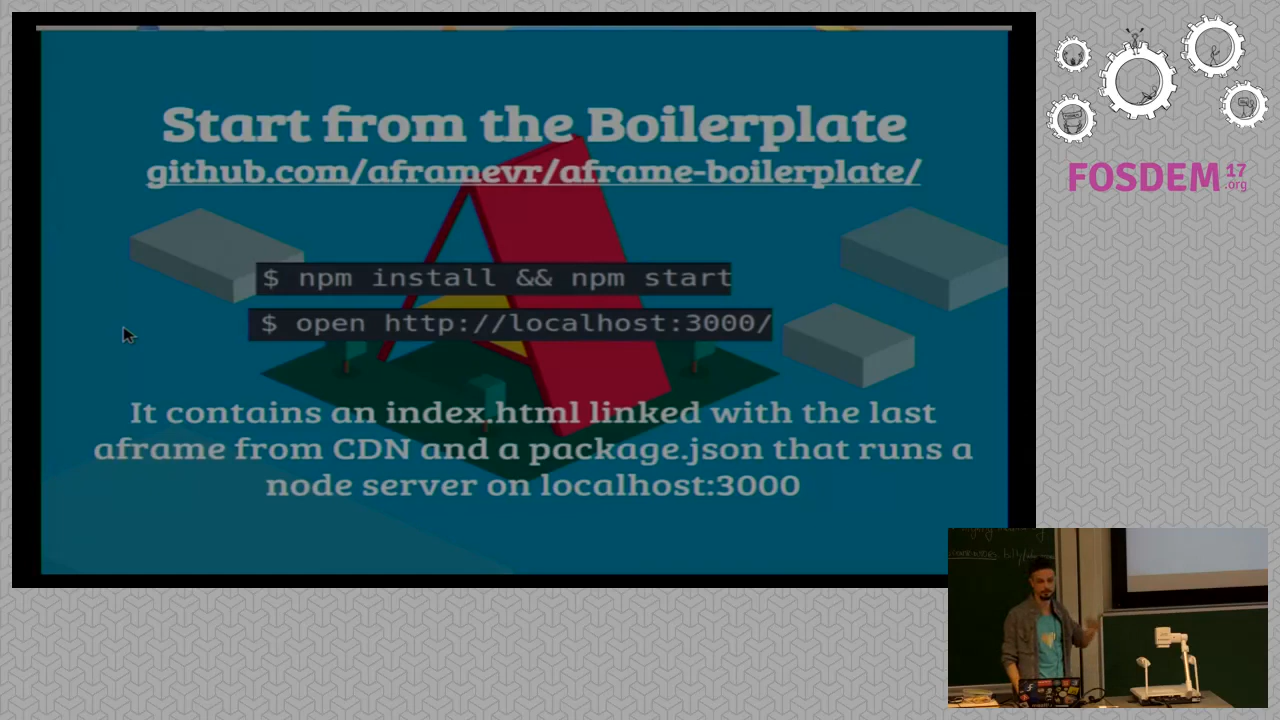 Start from the Boilerplate
github.com/aframevr/aframe-boilerplate/
$ npm install && npm start
$ open http://localhost:3000/
It contains an index.html linked with the last
aframe from CDN and a package.json that runs a
node server on localhost:3000
FOSDEM 17
.org